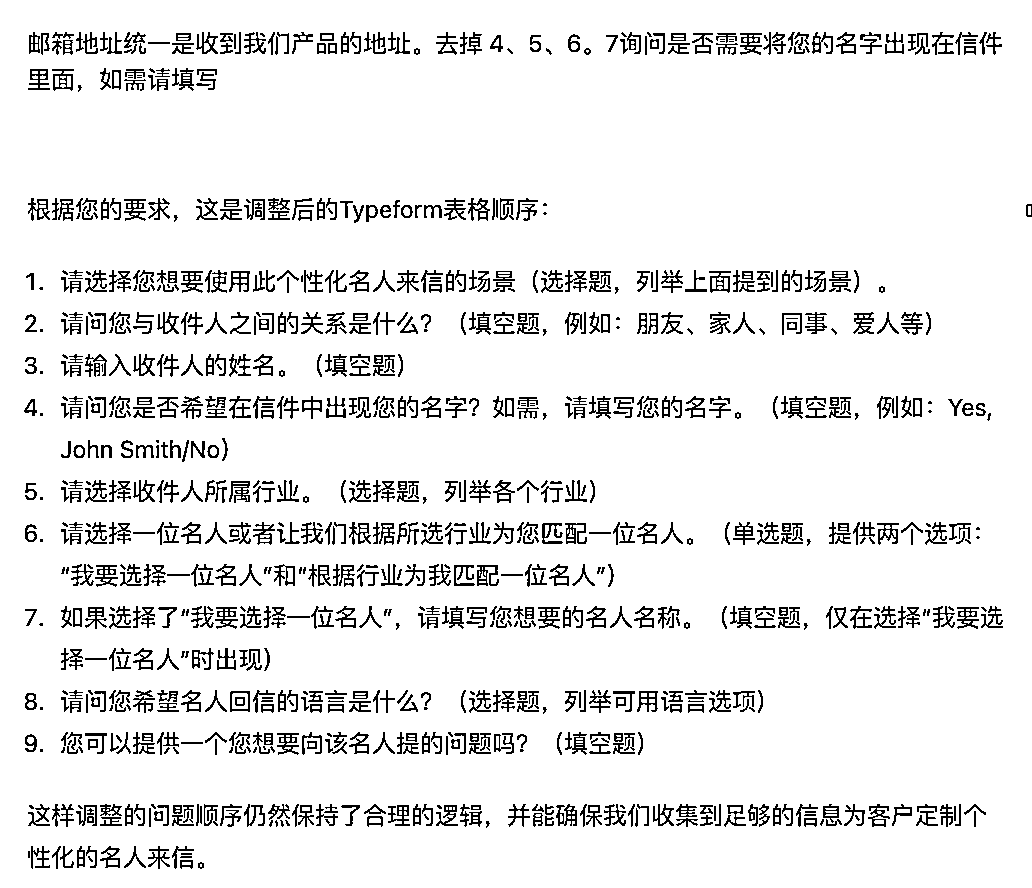 邮箱地址统一是收到我们产品的地址。去掉 4、5、6。7询问是否需要将您的名字出现在信件
里面，如需请填写
根据您的要求，这是调整后的Typeform表格顺序：
1. 请选择您想要使用此个性化名人来信的场景（选择题，列举上面提到的场景）。
2. 请问您与收件人之间的关系是什么？（填空题，例如：朋友、家人、同事、爱人等）
3. 请输入收件人的姓名。（填空题）
4. 请问您是否希望在信件中出现您的名字？如需，请填写您的名字。（填空题，例如：Yes,
John Smith/No）
5. 请选择收件人所属行业。（选择题，列举各个行业）
6. 请选择一位名人或者让我们根据所选行业为您匹配一位名人。（单选题，提供两个选项：
“我要选择一位名人”和“根据行业为我匹配一位名人”）
7. 如果选择了“我要选择一位名人”，请填写您想要的名人名称。（填空题，仅在选择“我要选
择一位名人”时出现）
8. 请问您希望名人回信的语言是什么？（选择题，列举可用语言选项）
9. 您可以提供一个您想要向该名人提的问题吗？（填空题）
这样调整的问题顺序仍然保持了合理的逻辑，并能确保我们收集到足够的信息为客户定制个
性化的名人来信。